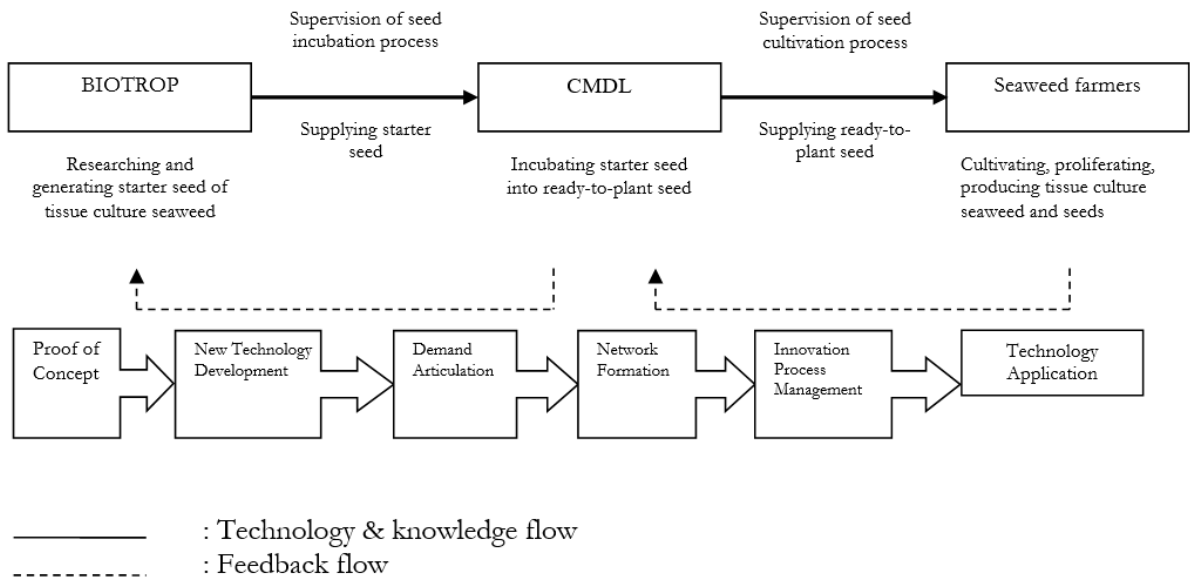 Supervision of seed
incubation process
Supervision of seed
cultivation process
BIOTROP
CMDL
Seaweed farmers
Supplying starter
seed
Supplying ready-to-
plant seed
Researching and
generating starter seed of
tissue culture seaweed
Incubating starter seed
into ready-to-plant seed
Cultivating, proliferating,
producing tissue culture
seaweed and seeds
Proof of
Concept
New Technology
Development
Demand
Articulation
Network
Formation
Innovation
Process
Management
Technology
Application
: Technology & knowledge flow
: Feedback flow